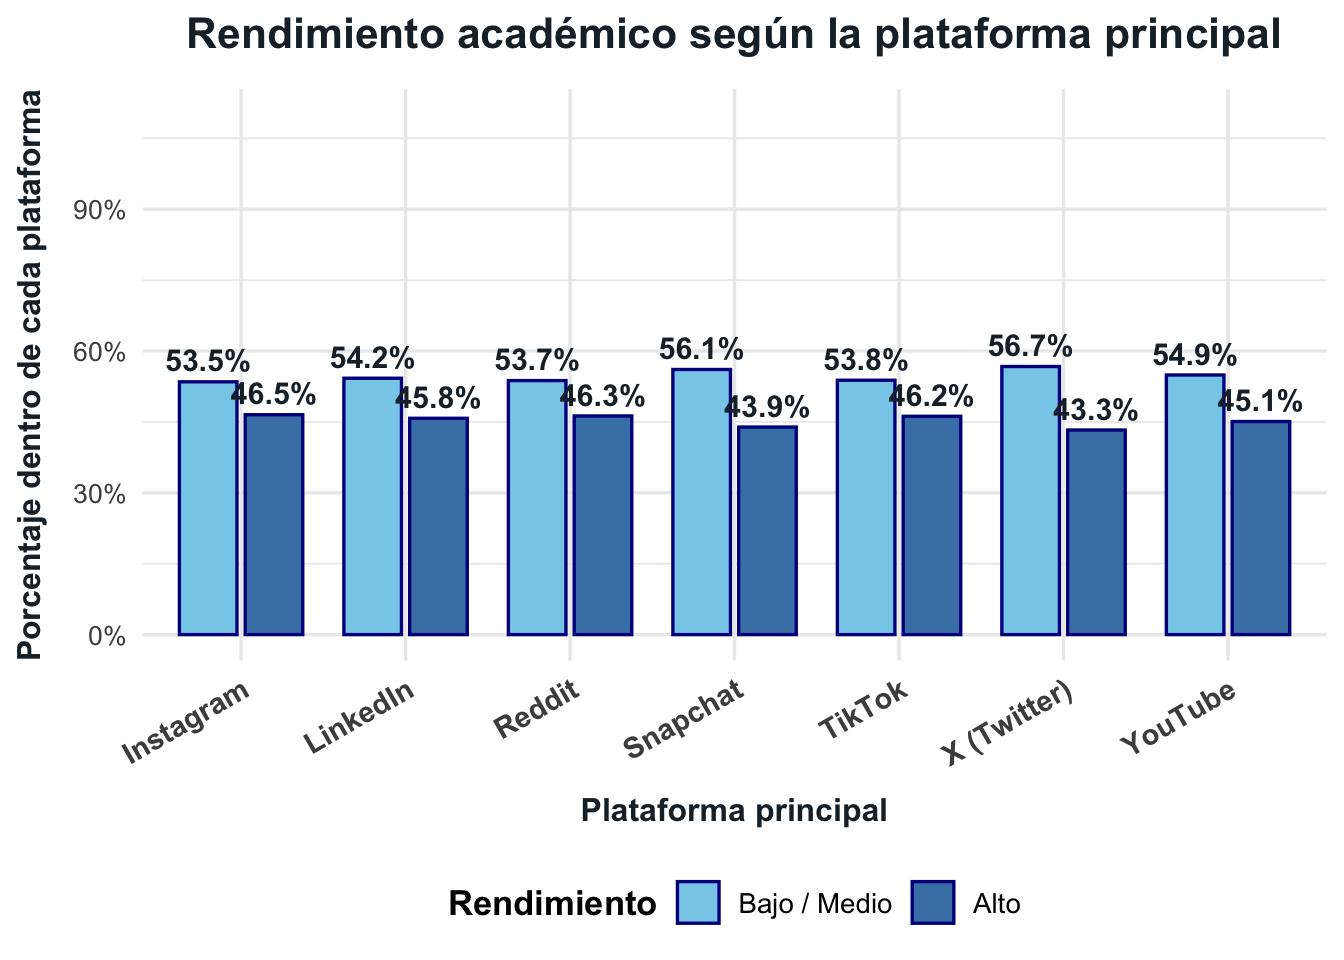 Rendimiento académico según la plataforma principal
Porcentaje dentro de cada plataforma
90%
60%
30%
0%
53.5%
46.5%
54.2%
45.8%
53.7%
46.3%
56.1%
43.9%
53.8%
46.2%
56.7%
43.3%
54.9%
45.1%
Instagram
LinkedIn
Reddit
Snapchat
TikTok
X (Twitter)
YouTube
Plataforma principal
Rendimiento Bajo / Medio Alto